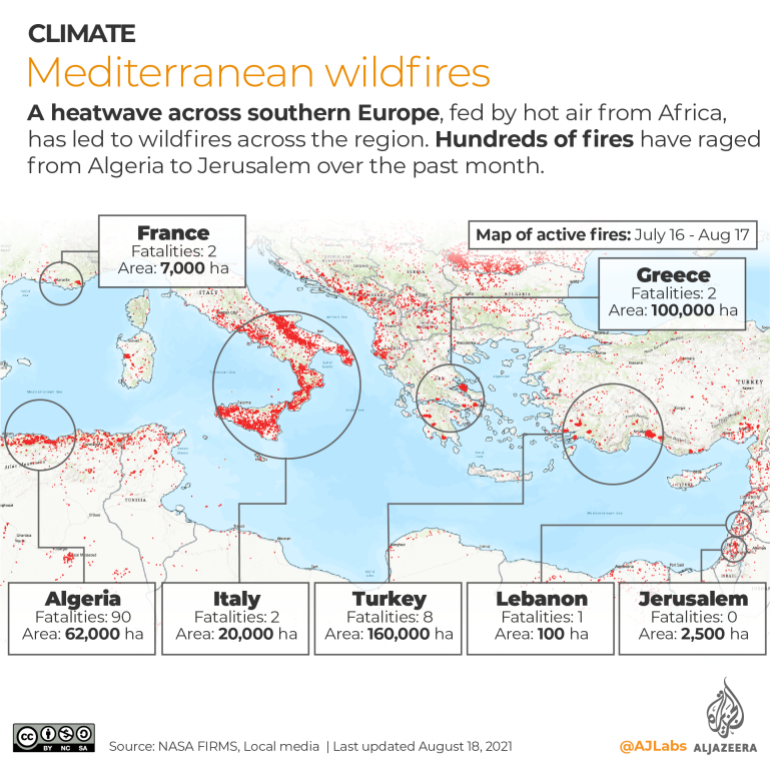 CLIMATE
Mediterranean wildfires
A heatwave across southern Europe, fed by hot air from Africa,
has led to wildfires across the region. Hundreds of fires have raged
from Algeria to Jerusalem over the past month.
France
Fatalities: 2
Area: 7,000 ha
Map of active fires: July 16 - Aug 17
Greece
Fatalities: 2
Area: 100,000 ha
ITALY
BULGARIA
TURKEY
TUNISIA
ISRAEL
Algeria
Fatalities: 90
Area: 62,000 ha
Italy
Fatalities: 2
Area: 20,000 ha
Turkey
Fatalities: 8
Area: 160,000 ha
Lebanon
Fatalities: 1
Area: 100 ha
Jerusalem
Fatalities: 0
Area: 2,500 ha
cc BY NC SA
Source: NASA FIRMS, Local media | Last updated August 18, 2021
@AJLabs
ALJAZEERA